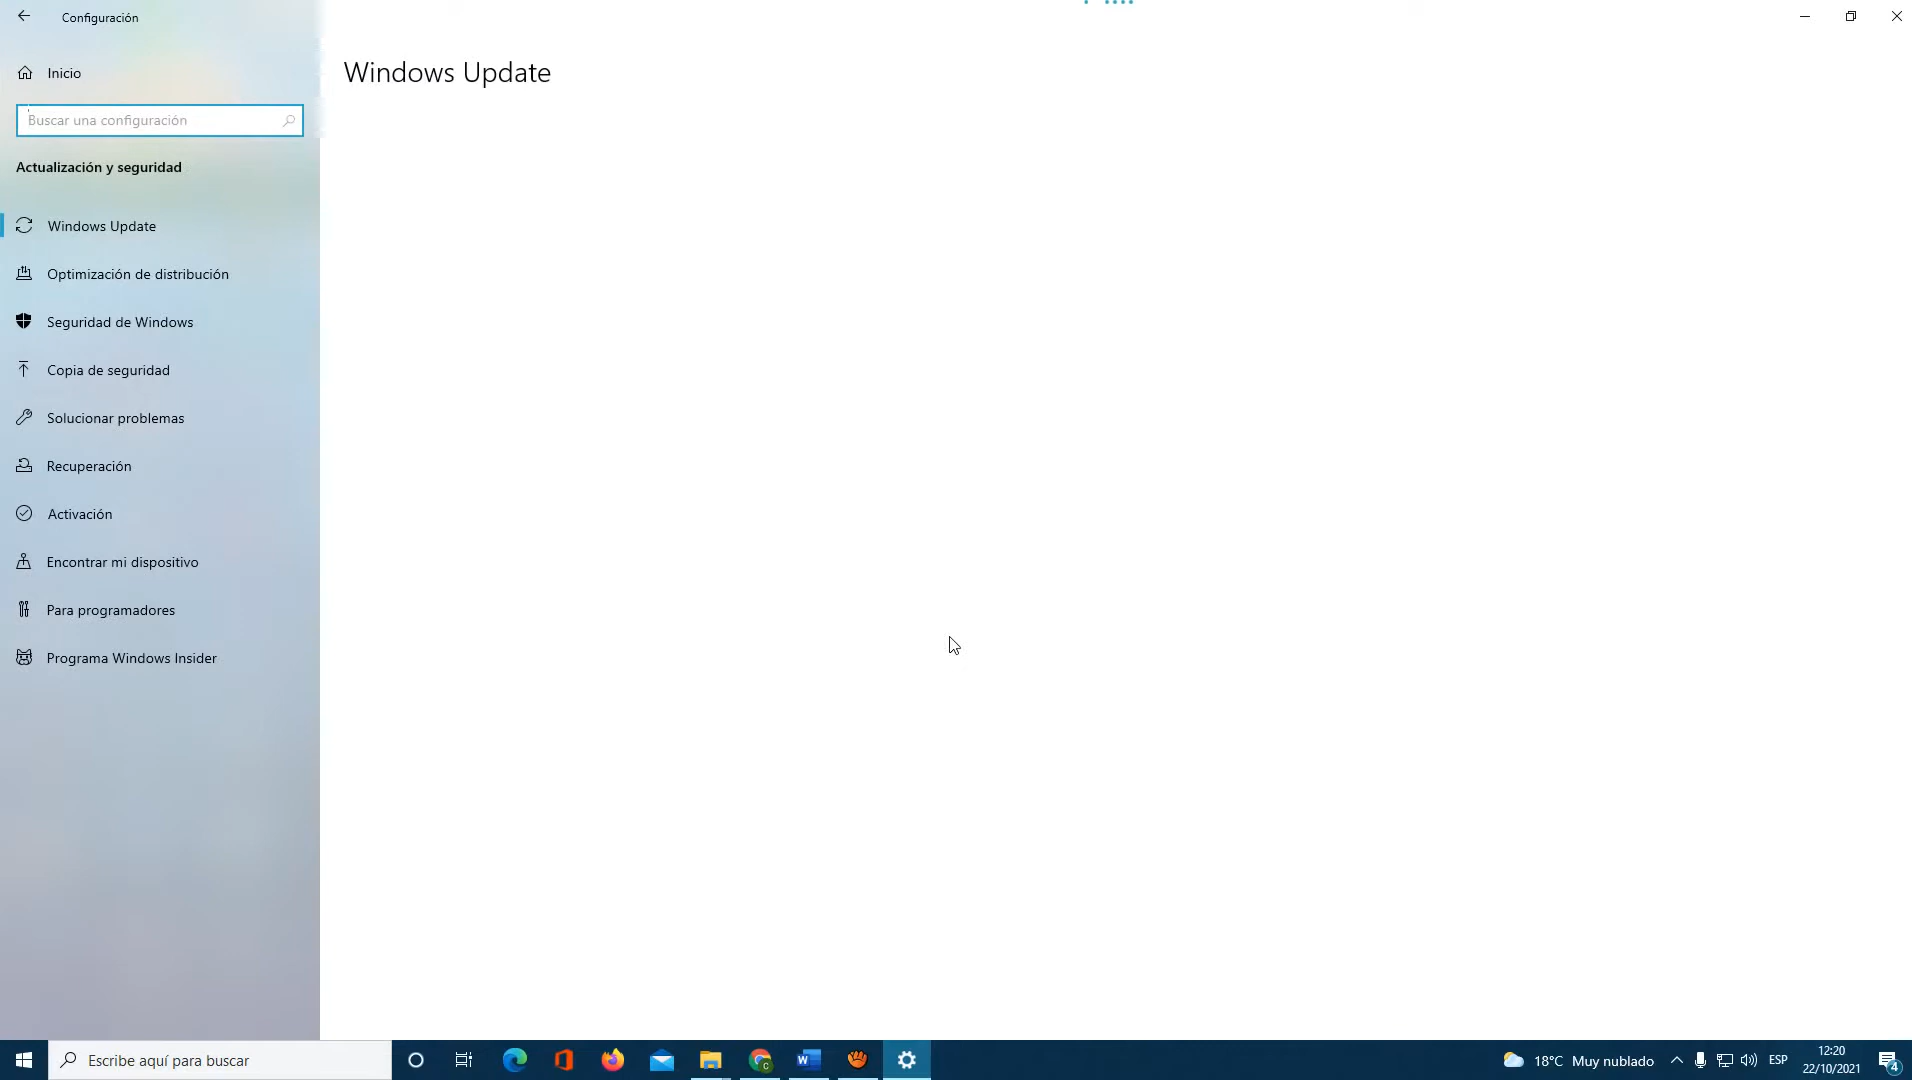 Configuración
Inicio
Buscar una configuración
Actualización y seguridad
Windows Update
Optimización de distribución
Seguridad de Windows
Copia de seguridad
Solucionar problemas
Recuperación
Activación
Encontrar mi dispositivo
Para programadores
Programa Windows Insider
Windows Update
Escribe aquí para buscar
18°C Muy nublado
ESP
12:20
22/10/2021
4